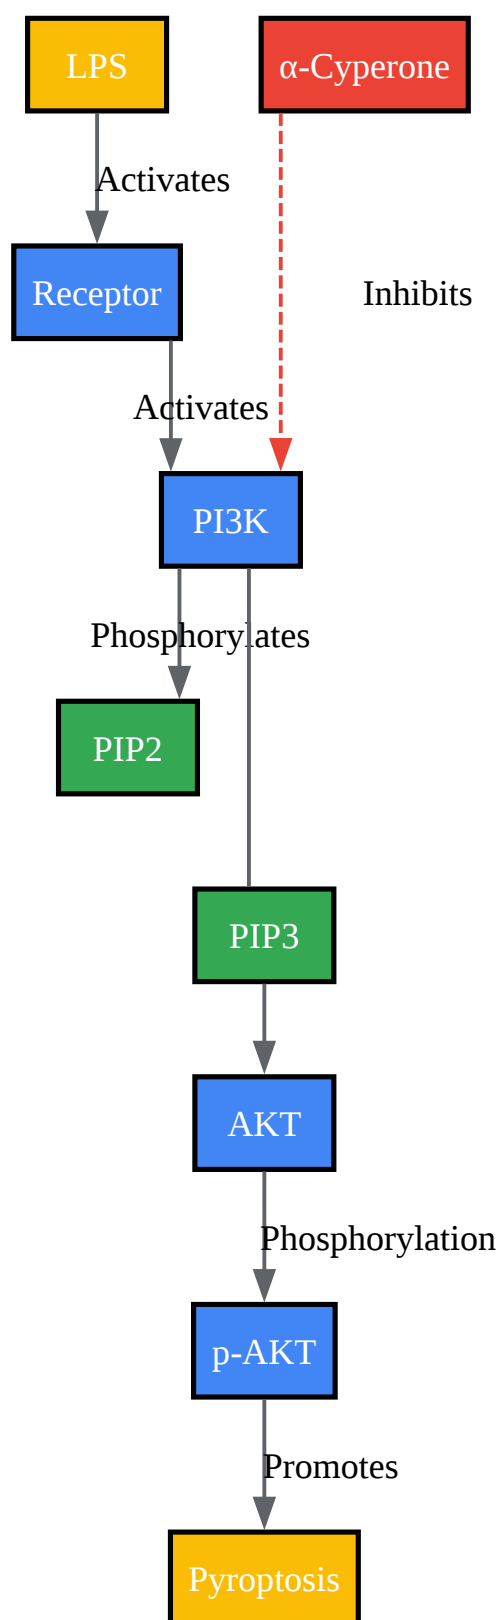 LPS
α-Cyperone
Activates
Receptor
Inhibits
Activates
PI3K
Phosphorylates
PIP2
PIP3
AKT
Phosphorylation
p-AKT
Promotes
Pyroptosis